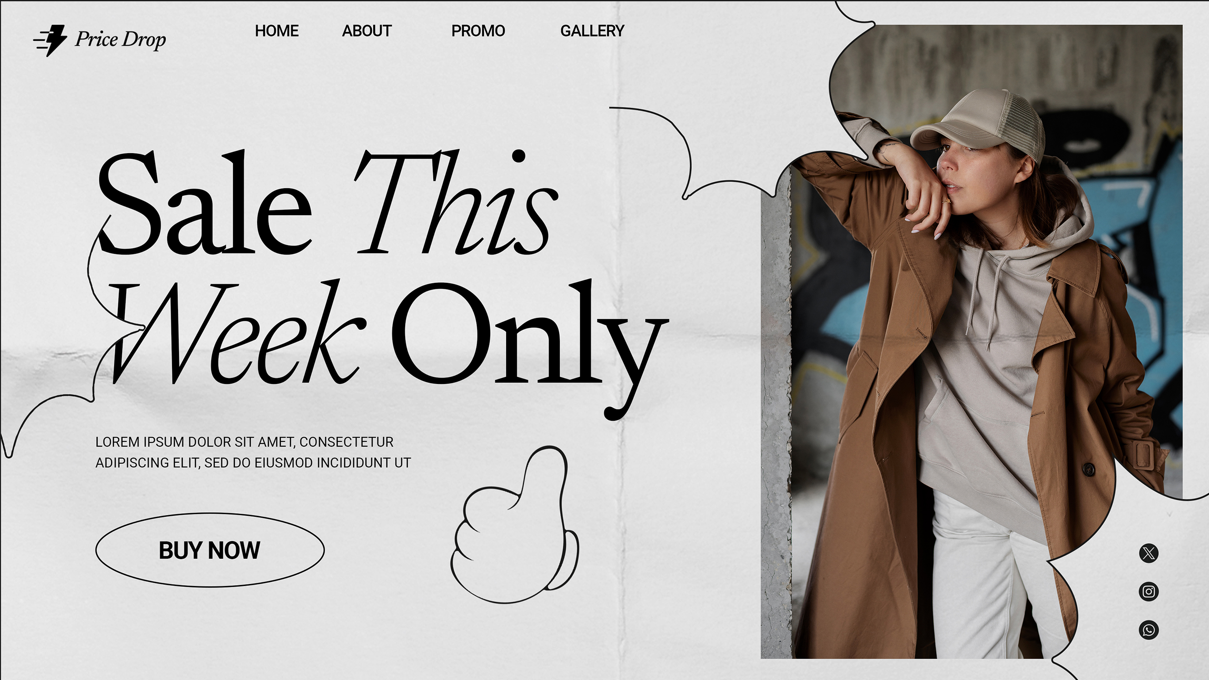 Price Drop
HOME ABOUT PROMO GALLERY
Sale This
Week Only
LOREM IPSUM DOLOR SIT AMET, CONSECTETUR
ADIPISCING ELIT, SED DO EIUSMOD INCIDIDUNT UT
BUY NOW